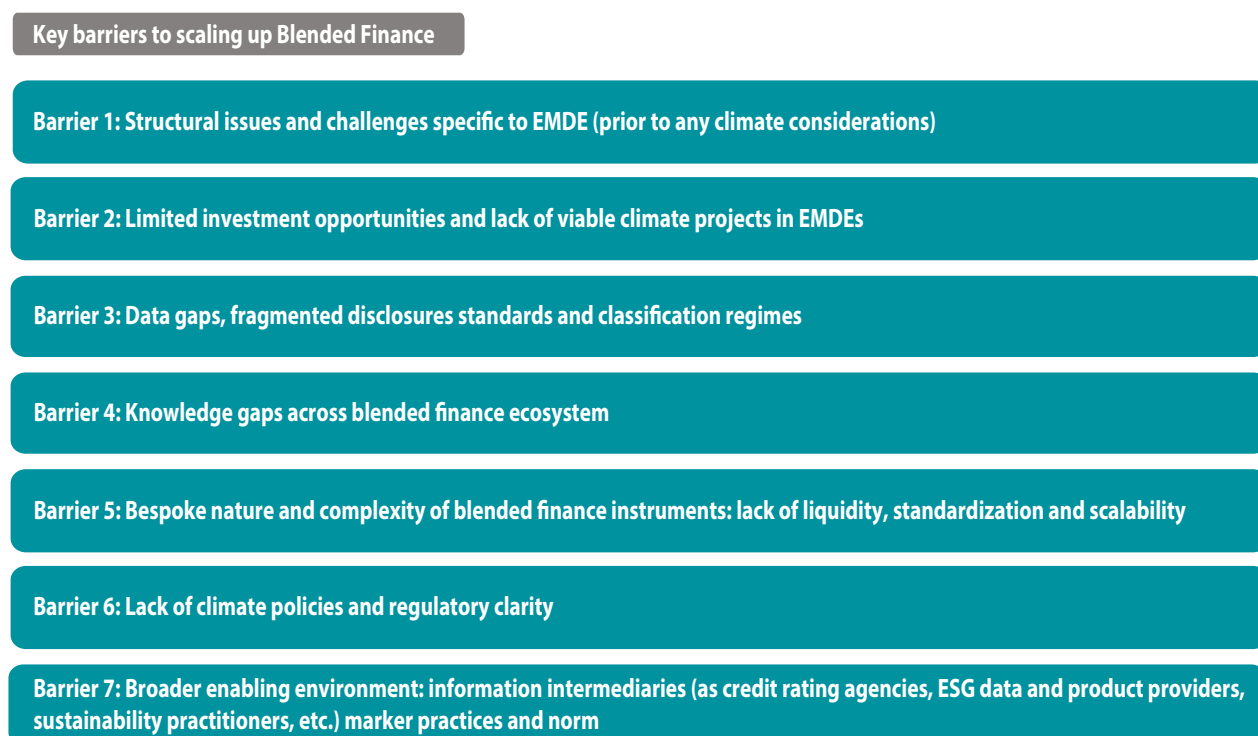 Key barriers to scaling up Blended Finance
Barrier 1: Structural issues and challenges specific to EMDE (prior to any climate considerations)
Barrier 2: Limited investment opportunities and lack of viable climate projects in EMDEs
Barrier 3: Data gaps, fragmented disclosures standards and classification regimes
Barrier 4: Knowledge gaps across blended finance ecosystem
Barrier 5: Bespoke nature and complexity of blended finance instruments: lack of liquidity, standardization and scalability
Barrier 6: Lack of climate policies and regulatory clarity
Barrier 7: Broader enabling environment: information intermediaries (as credit rating agencies, ESG data and product providers,
sustainability practitioners, etc.) marker practices and norm